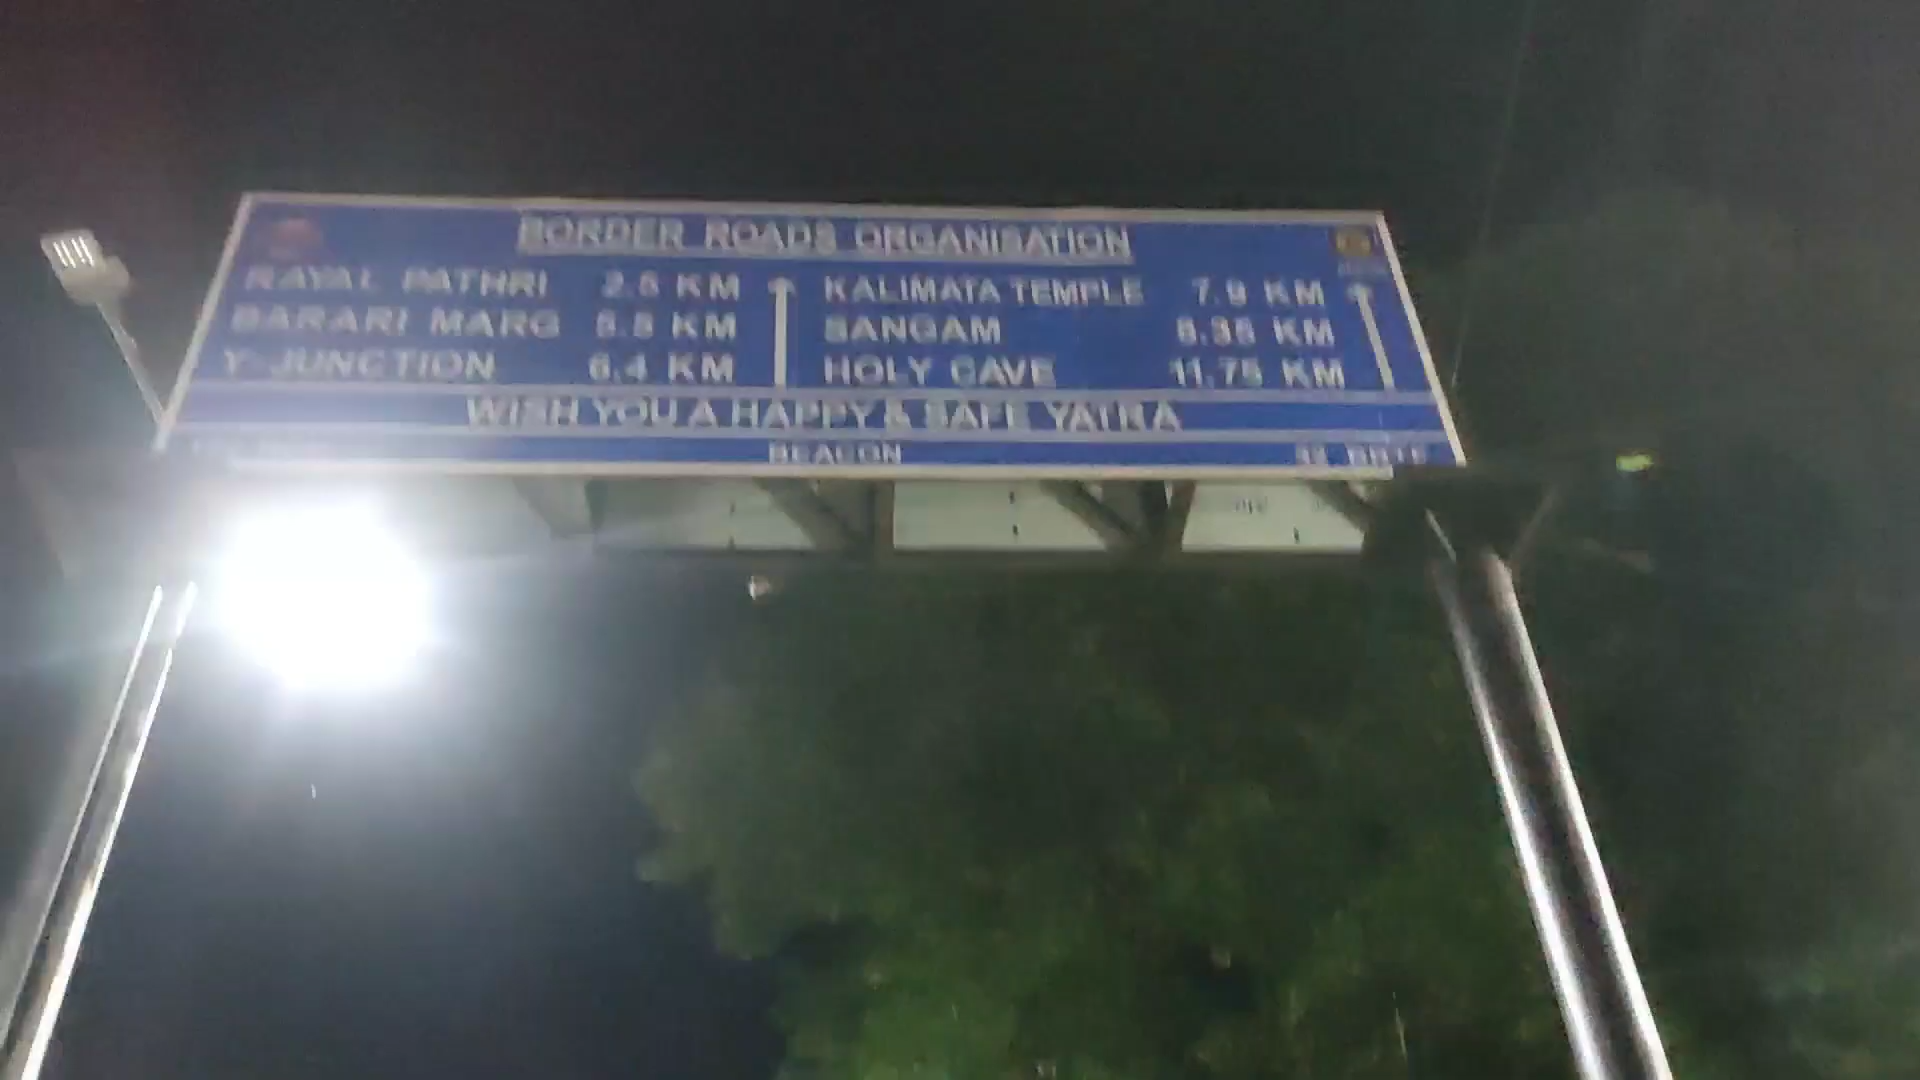 BORDER ROADS ORGANISATION
RAYAL PATHRI 2.5 KM
BARARI MARG 5.5 KM
Y-JUNCTION 6.4 KM
KALIMATA TEMPLE 7.9 KM
SANGAM 8.35 KM
HOLY CAVE 11.75 KM
WISH YOU A HAPPY & SAFE YATRA
BEACON